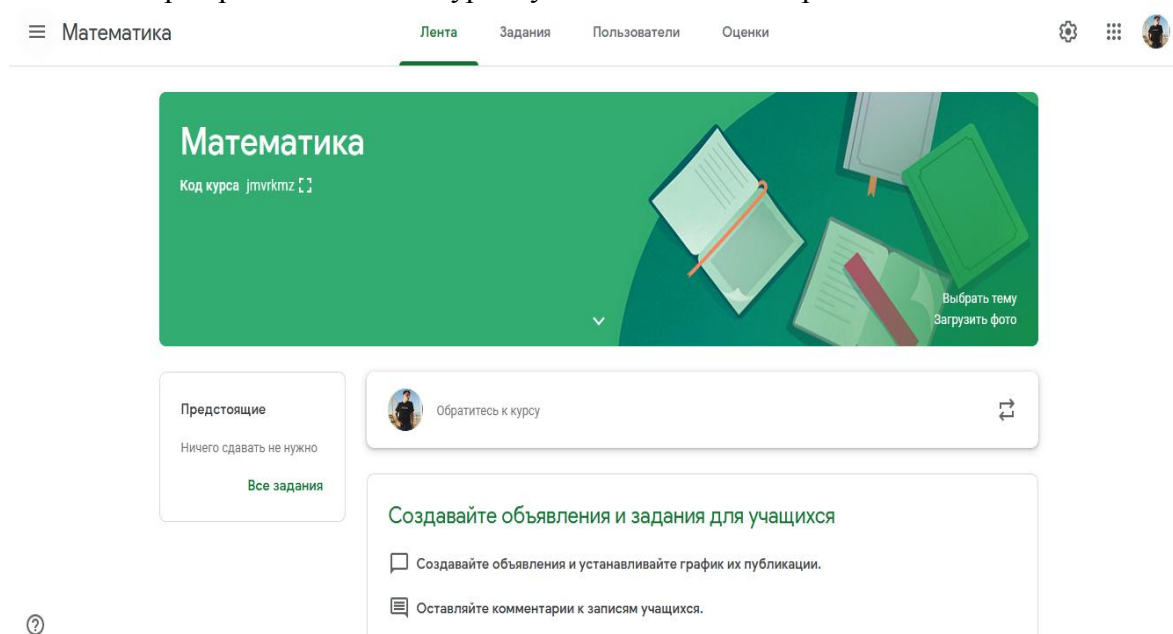 Математика
Лента Задания Пользователи Оценки
Математика
Код курса jmvrkmz
Выбрать тему
Загрузить фото
Предстоящие
Ничего сдавать не нужно
Все задания
Обратитесь к курсу
Создавайте объявления и задания для учащихся
Создавайте объявления и устанавливайте график их публикации.
Оставляйте комментарии к записям учащихся.